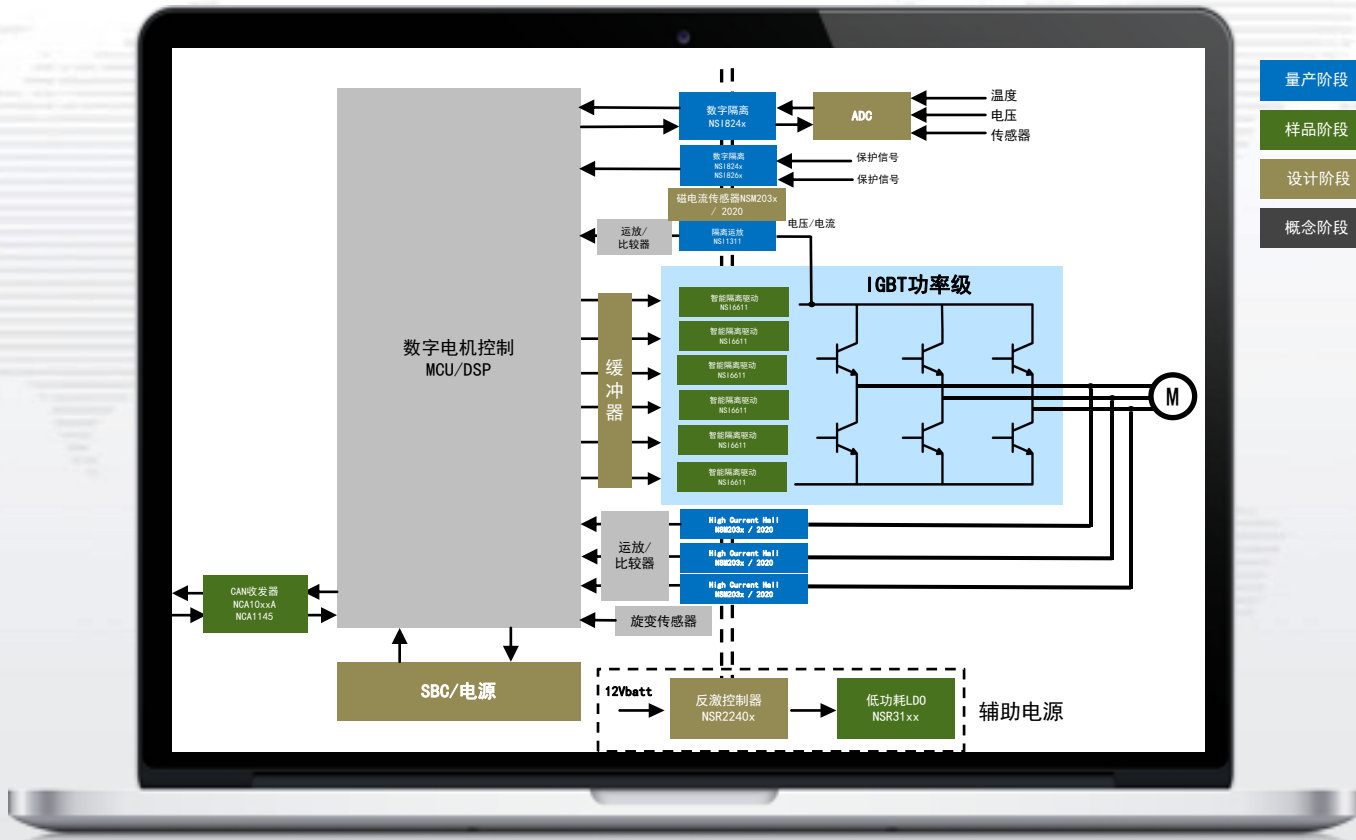 量产阶段
样品阶段
设计阶段
概念阶段
数字隔离
NSI824x
ADC
温度
电压
传感器
数字隔离
NSI824x
NSI826x
保护信号
保护信号
磁电流传感器NSM203x
/ 2020
运放/
比较器
隔离运放
NSI1311
电压/电流
IGBT功率级
数字电机控制
MCU/DSP
缓冲器
智能隔离驱动
NSI6611
智能隔离驱动
NSI6611
智能隔离驱动
NSI6611
智能隔离驱动
NSI6611
智能隔离驱动
NSI6611
智能隔离驱动
NSI6611
M
运放/
比较器
High Current Hall
NSM203x / 2020
High Current Hall
NSM203x / 2020
High Current Hall
NSM203x / 2020
CAN收发器
NCA10xxA
NCA1145
旋变传感器
SBC/电源
12Vbatt
反激控制器
NSR2240x
低功耗LDO
NSR31xx
辅助电源